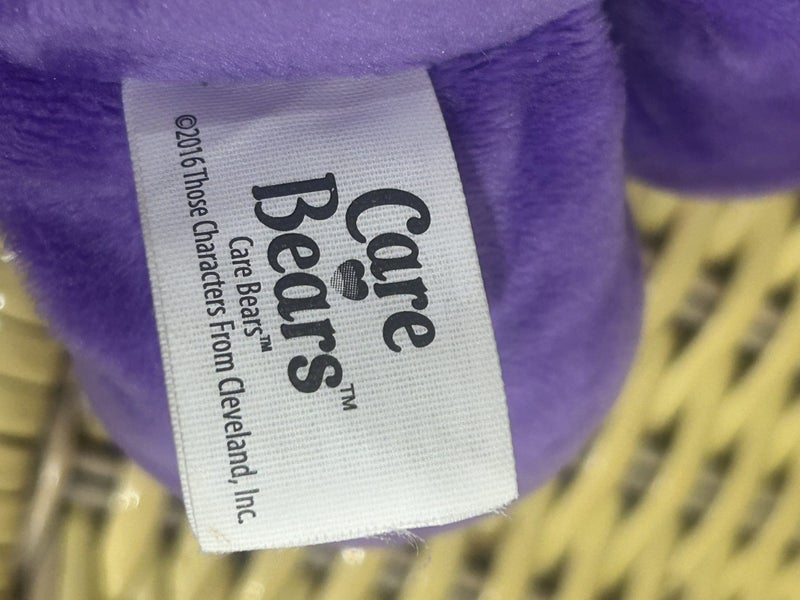 Care
Bears™
Care Bears™
©2016 Those Characters From Cleveland, Inc.